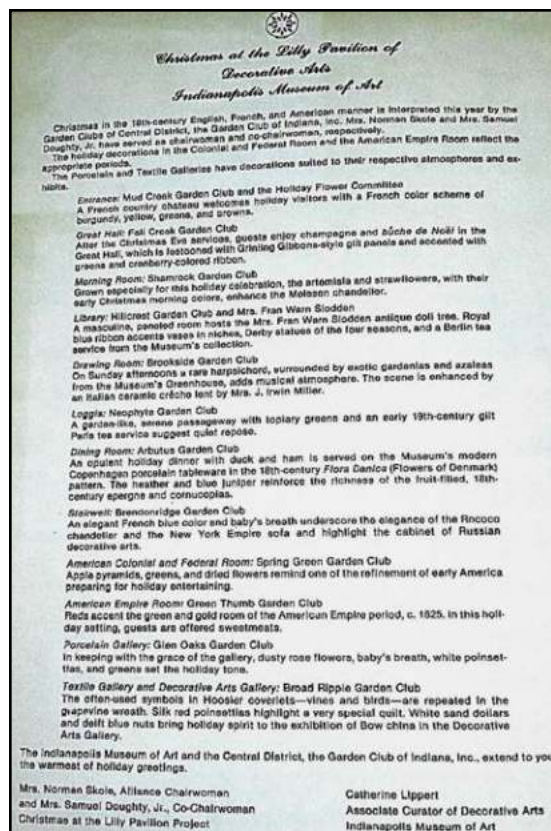 Christmas at the Lilly Pavilion of
Decorative Arts
Indianapolis Museum of Art
Christmas in the 18th-century English, French, and American manner is interpreted this year by the
Garden Clubs of Central District, the Garden Club of Indiana, Inc. Mrs. Norman Skole and Mrs. Samuel
Doughty, Jr. have served as chairwoman and co-chairwoman, respectively.
The holiday decorations in the Colonial and Federal Room and the American Empire Room reflect the
appropriate periods.
The Porcelain and Textile Galleries have decorations suited to their respective atmospheres and ex-
hibits.
Entrance: Mud Creek Garden Club and the Holiday Flower Committee
A French country chateau welcomes holiday visitors with a French color scheme of
burgundy, yellow, greens, and browns.
Great Hall: Fall Creek Garden Club
After the Christmas Eve services, guests enjoy champagne and bûche de Noël in the
Great Hall, which is festooned with Grinling Gibbons-style gilt panels and accented with
greens and cranberry-colored ribbon.
Morning Room: Shamrock Garden Club
Grown especially for this holiday celebration, the artemisia and strawflowers, with their
early Christmas morning colors, enhance the Meissen chandelier.
Library: Hillcrest Garden Club and Mrs. Fran Warn Slodden
A masculine, paneled room hosts the Mrs. Fran Warn Slodden antique doll tree. Royal
blue ribbon accents vases in niches, Derby statues of the four seasons, and a Berlin tea
service from the Museum's collection.
Drawing Room: Brookside Garden Club
On Sunday afternoons a rare harpsichord, surrounded by exotic gardenias and azaleas
from the Museum's Greenhouse, adds musical atmosphere. The scene is enhanced by
an Italian ceramic crèche lent by Mrs. J. Irwin Miller.
Loggia: Neophyte Garden Club
A garden-like, serene passageway with topiary greens and an early 19th-century gilt
Paris tea service suggest quiet repose.
Dining Room: Arbutus Garden Club
An opulent holiday dinner with duck and ham is served on the Museum's modern
Copenhagen porcelain tableware in the 18th-century Flora Danica (Flowers of Denmark)
pattern. The heather and blue juniper reinforce the richness of the fruit-filled, 18th-
century epergne and cornucopias.
Stairwell: Brendonridge Garden Club
An elegant French blue color and baby's breath underscore the elegance of the Rococo
chandelier and the New York Empire sofa and highlight the cabinet of Russian
decorative arts.
American Colonial and Federal Room: Spring Green Garden Club
Apple pyramids, greens, and dried flowers remind one of the refinement of early America
preparing for holiday entertaining.
American Empire Room: Green Thumb Garden Club
Reds accent the green and gold room of the American Empire period, c. 1825. In this holi-
day setting, guests are offered sweetmeats.
Porcelain Gallery: Glen Oaks Garden Club
In keeping with the grace of the gallery, dusty rose flowers, baby's breath, white poinset-
tias, and greens set the holiday tone.
Textile Gallery and Decorative Arts Gallery: Broad Ripple Garden Club
The often-used symbols in Hoosier coverlets—vines and birds—are repeated in the
grapevine wreath. Silk red poinsettias highlight a very special quilt. White sand dollars
and delft blue nuts bring holiday spirit to the exhibition of Bow china in the Decorative
Arts Gallery.
The Indianapolis Museum of Art and the Central District, the Garden Club of Indiana, Inc., extend to you
the warmest of holiday greetings.
Mrs. Norman Skole, Alliance Chairwoman
and Mrs. Samuel Doughty, Jr., Co-Chairwoman
Christmas at the Lilly Pavilion Project
Catherine Lippert
Associate Curator of Decorative Arts
Indianapolis Museum of Art